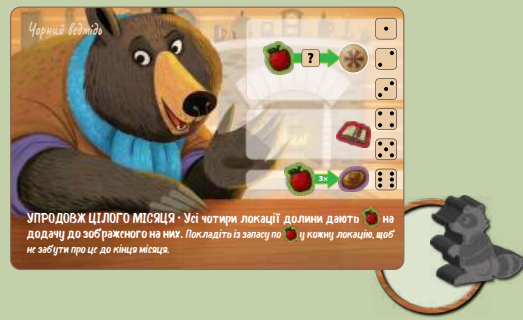 Чорний ведмідь
?
3×
УПРОДОВЖ ЦІЛОГО МІСЯЦЯ • Усі чотири локації долини дають на
додачу до зображеного на них. Покладіть із запасу по у кожну локацію, щоб
не забути про це до кінця місяця.